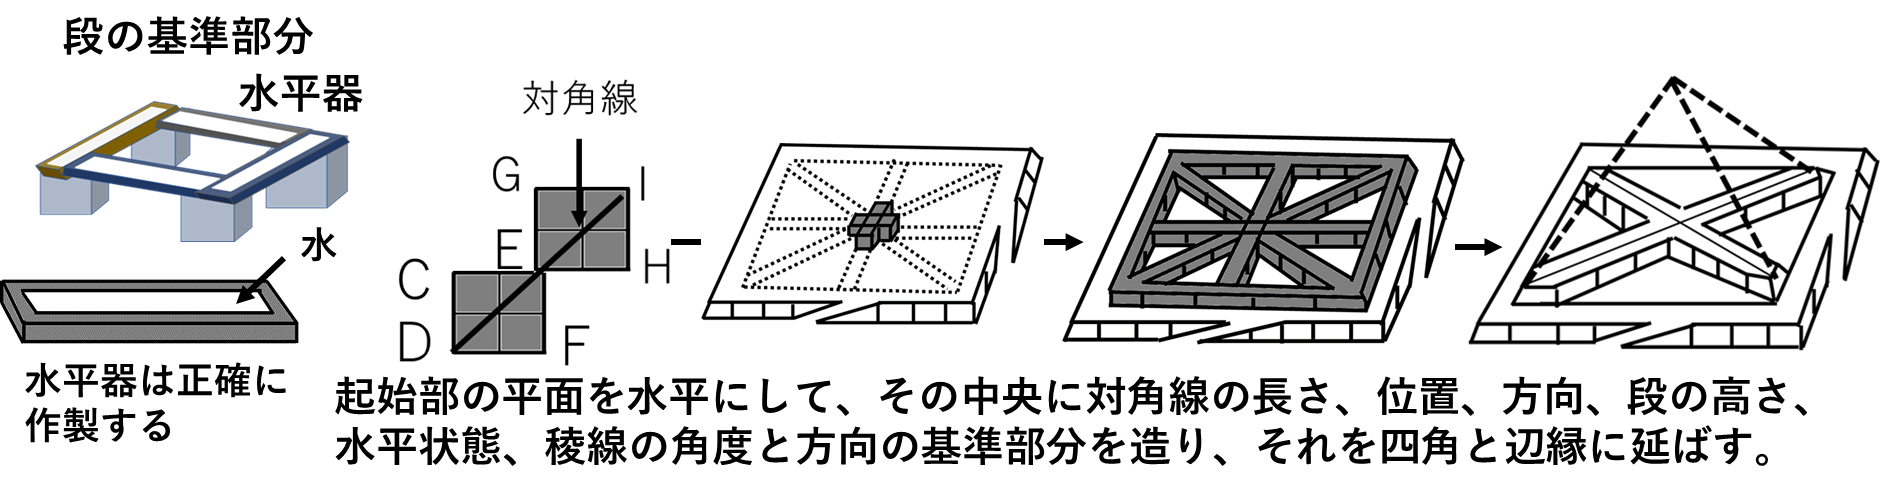 段の基準部分
水平器
水
水平器は正確に
作製する
対角線
G
I
E
H
C
D
F
起始部の平面を水平にして、その中央に対角線の長さ、位置、方向、段の高さ、
水平状態、稜線の角度と方向の基準部分を造り、それを四角と辺縁に延ばす。